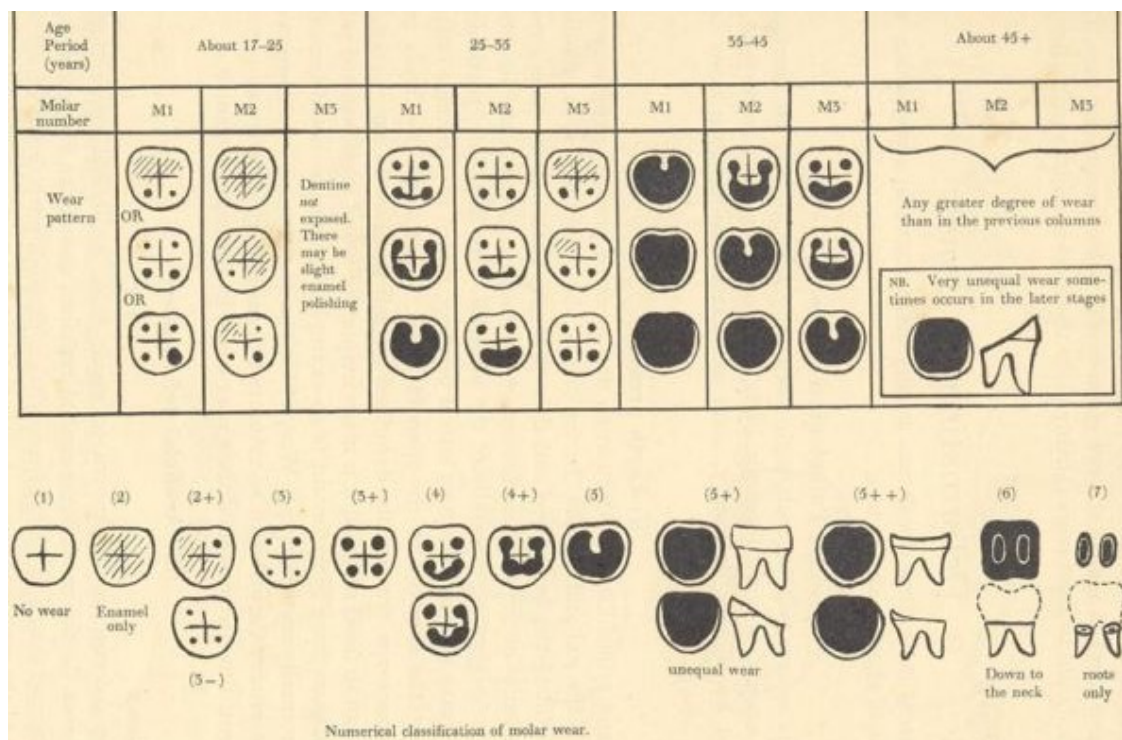 Age Period (years)
About 17–25
25–35
35–45
About 45+
Molar number
M1 M2 M3 M1 M2 M3 M1 M2 M3 M1 M2 M3
Wear pattern
OR
OR
Dentine
not
exposed.
There
may be
slight
enamel
polishing
Any greater degree of wear
than in the previous columns
NB. Very unequal wear some-
times occurs in the later stages
(1) (2) (2+) (3) (3+) (4) (4+) (5) (5+) (5++) (6) (7)
No wear
Enamel
only
(3−)
unequal wear
Down to
the neck
roots
only
Numerical classification of molar wear.